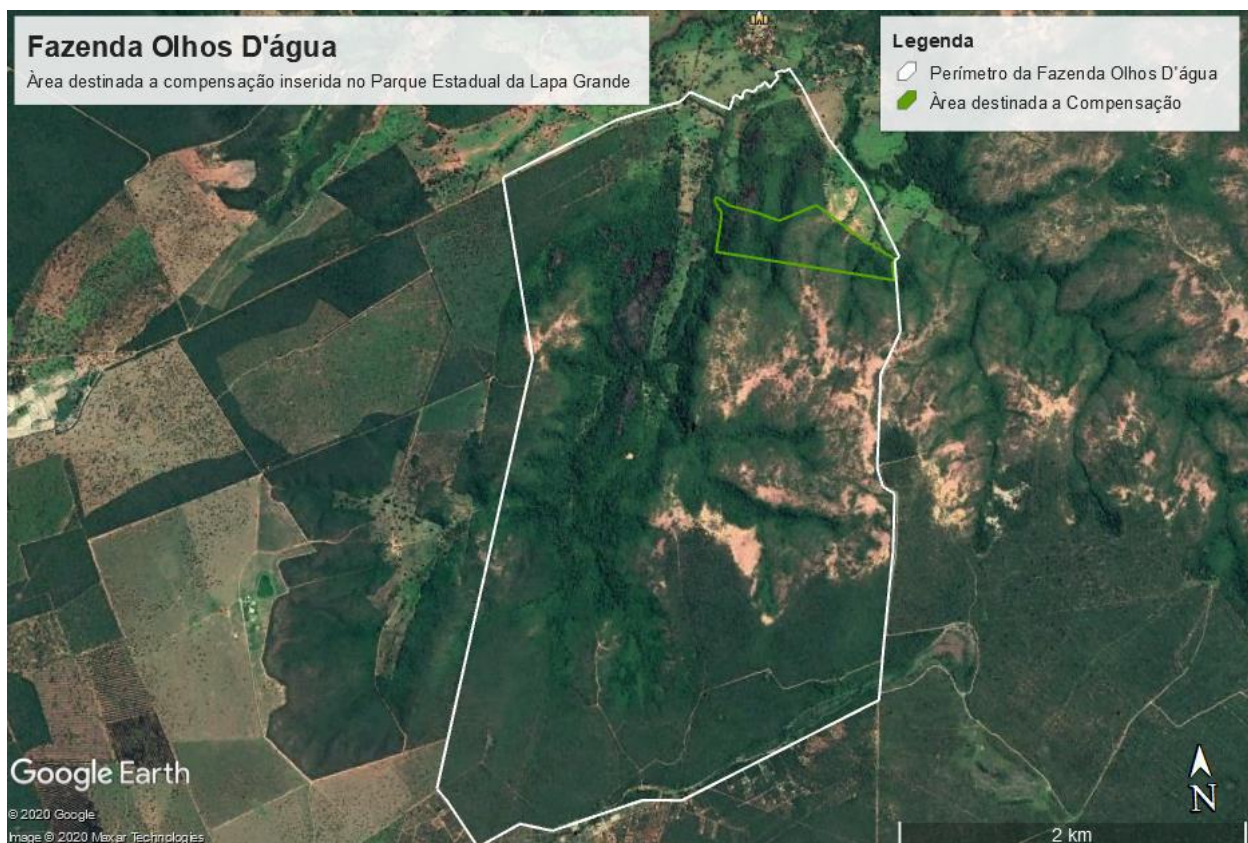 Fazenda Olhos D'água
Àrea destinada a compensação inserida no Parque Estadual da Lapa Grande
Legenda
Perímetro da Fazenda Olhos D'água
Àrea destinada a Compensação
Google Earth
© 2020 Google
Image © 2020 Maxar Technologies
N
2 km